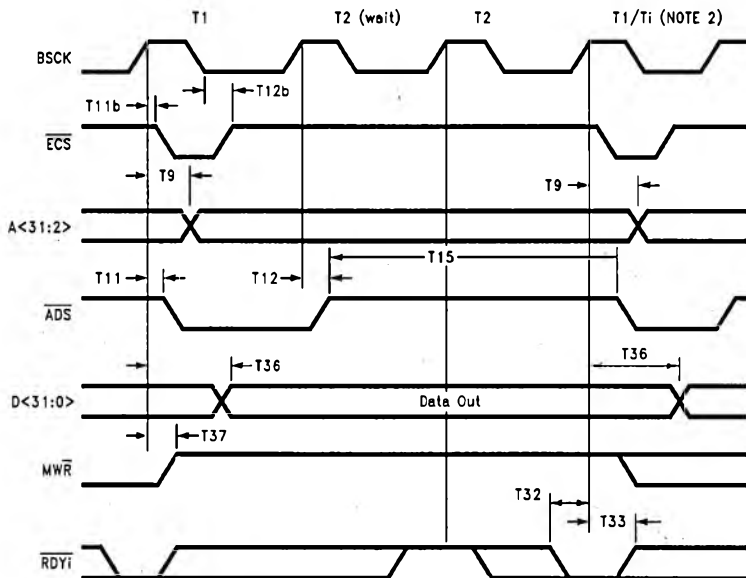 T1 T2 (wait) T2 T1/Ti (NOTE 2)
BSCK
T11b T12b
ECS
T9 T9
A<31:2>
T15
T11 T12
ADS
T36 T36
D<31:0> Data Out
T37
MWR
T32 T33
RDYi